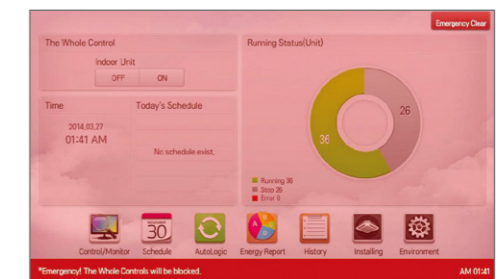 Emergency Clear
The Whole Control
Indoor Unit
OFF ON
Running Status(Unit)
26
36
Running 36
Stop 26
Error 0
Time
2014.03.27
01:41 AM
Today's Schedule
No schedule exist.
30
Control/Monitor Schedule AutoLogic Energy Report History Installing Environment
*Emergency! The Whole Controls will be blocked.
AM 01:41